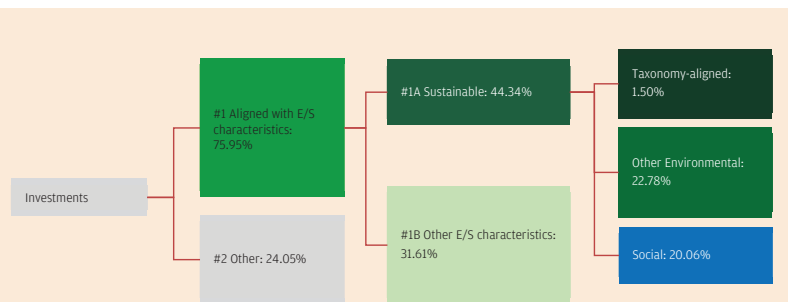 Investments
#1 Aligned with E/S
characteristics:
75.95%
#2 Other: 24.05%
#1A Sustainable: 44.34%
#1B Other E/S characteristics:
31.61%
Taxonomy-aligned:
1.50%
Other Environmental:
22.78%
Social: 20.06%